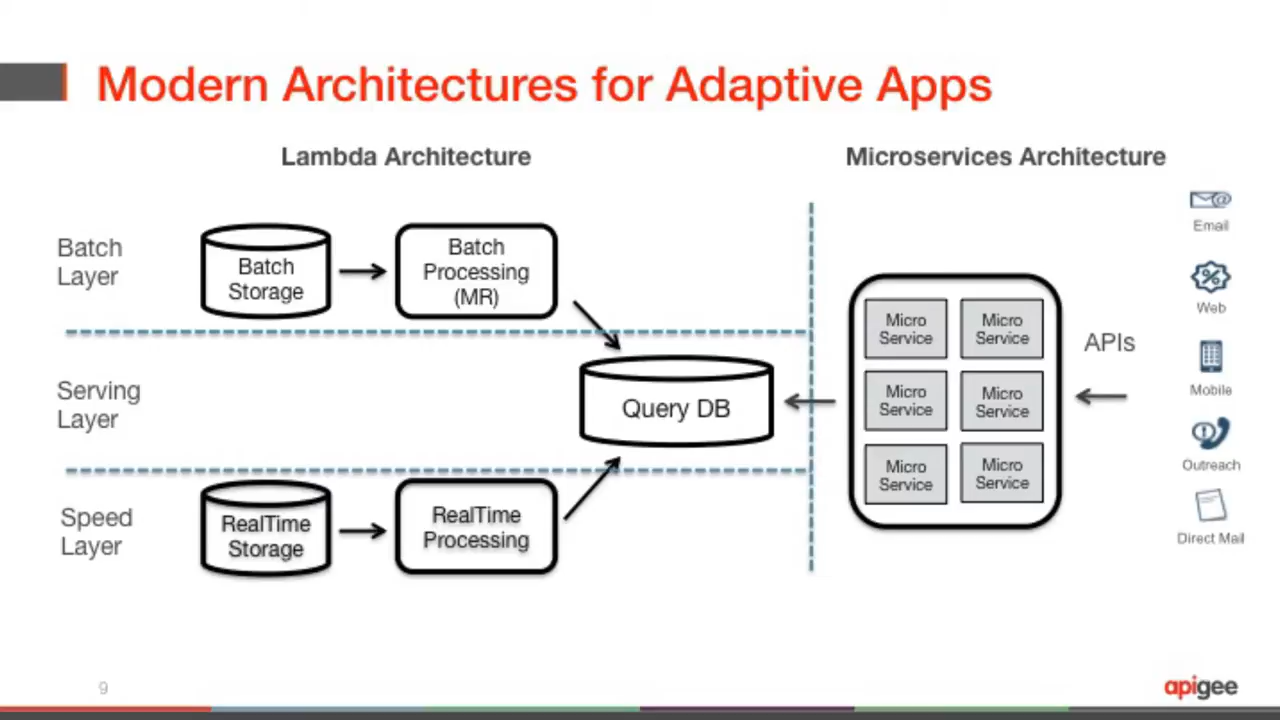 Modern Architectures for Adaptive Apps
Lambda Architecture
Batch
Layer
Batch
Storage
Batch
Processing
(MR)
Serving
Layer
Query DB
Speed
Layer
RealTime
Storage
RealTime
Processing
Microservices Architecture
Micro
Service
Micro
Service
Micro
Service
Micro
Service
Micro
Service
Micro
Service
APIs
Email
Web
Mobile
Outreach
Direct Mail
9
apigee